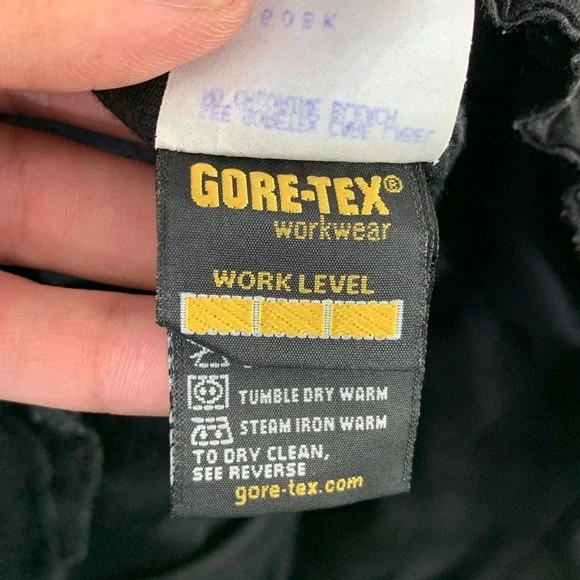 GORE-TEX®
workwear
WORK LEVEL
TUMBLE DRY WARM
STEAM IRON WARM
TO DRY CLEAN,
SEE REVERSE
gore-tex.com